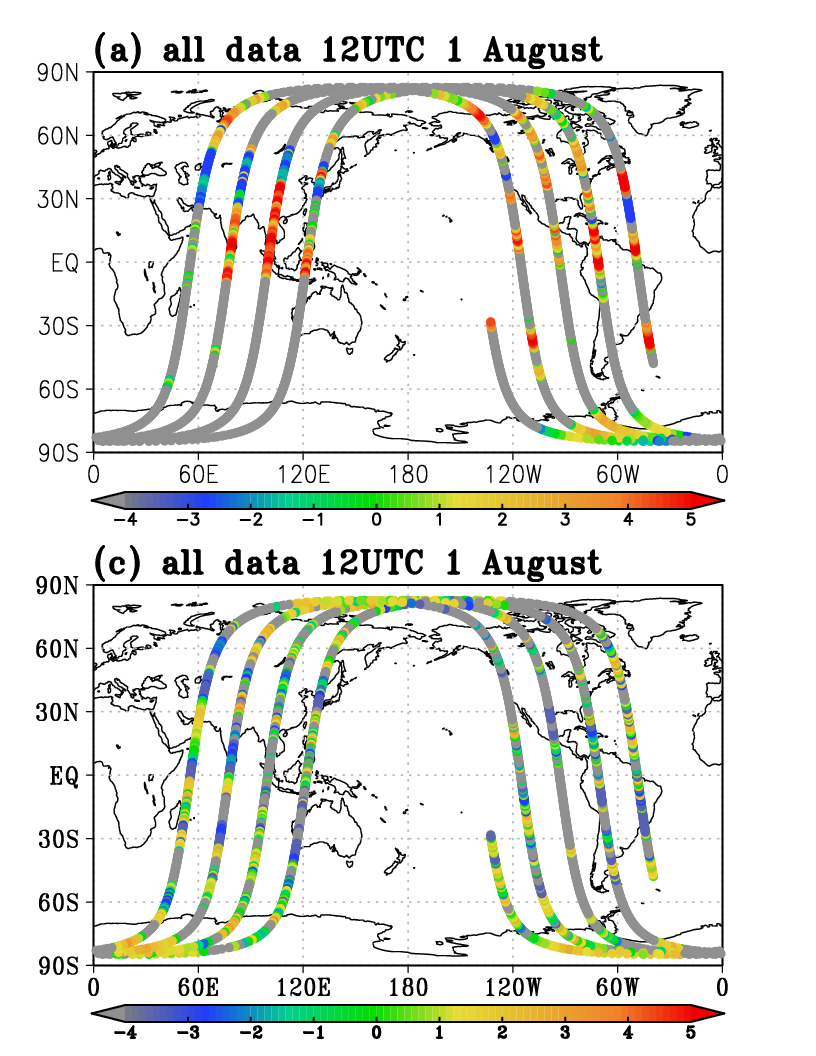 (a) all data 12UTC 1 August
90N
60N
30N
EQ
30S
60S
90S
0 60E 120E 180 120W 60W 0
-4 -3 -2 -1 0 1 2 3 4 5
(c) all data 12UTC 1 August
90N
60N
30N
EQ
30S
60S
90S
0 60E 120E 180 120W 60W 0
-4 -3 -2 -1 0 1 2 3 4 5